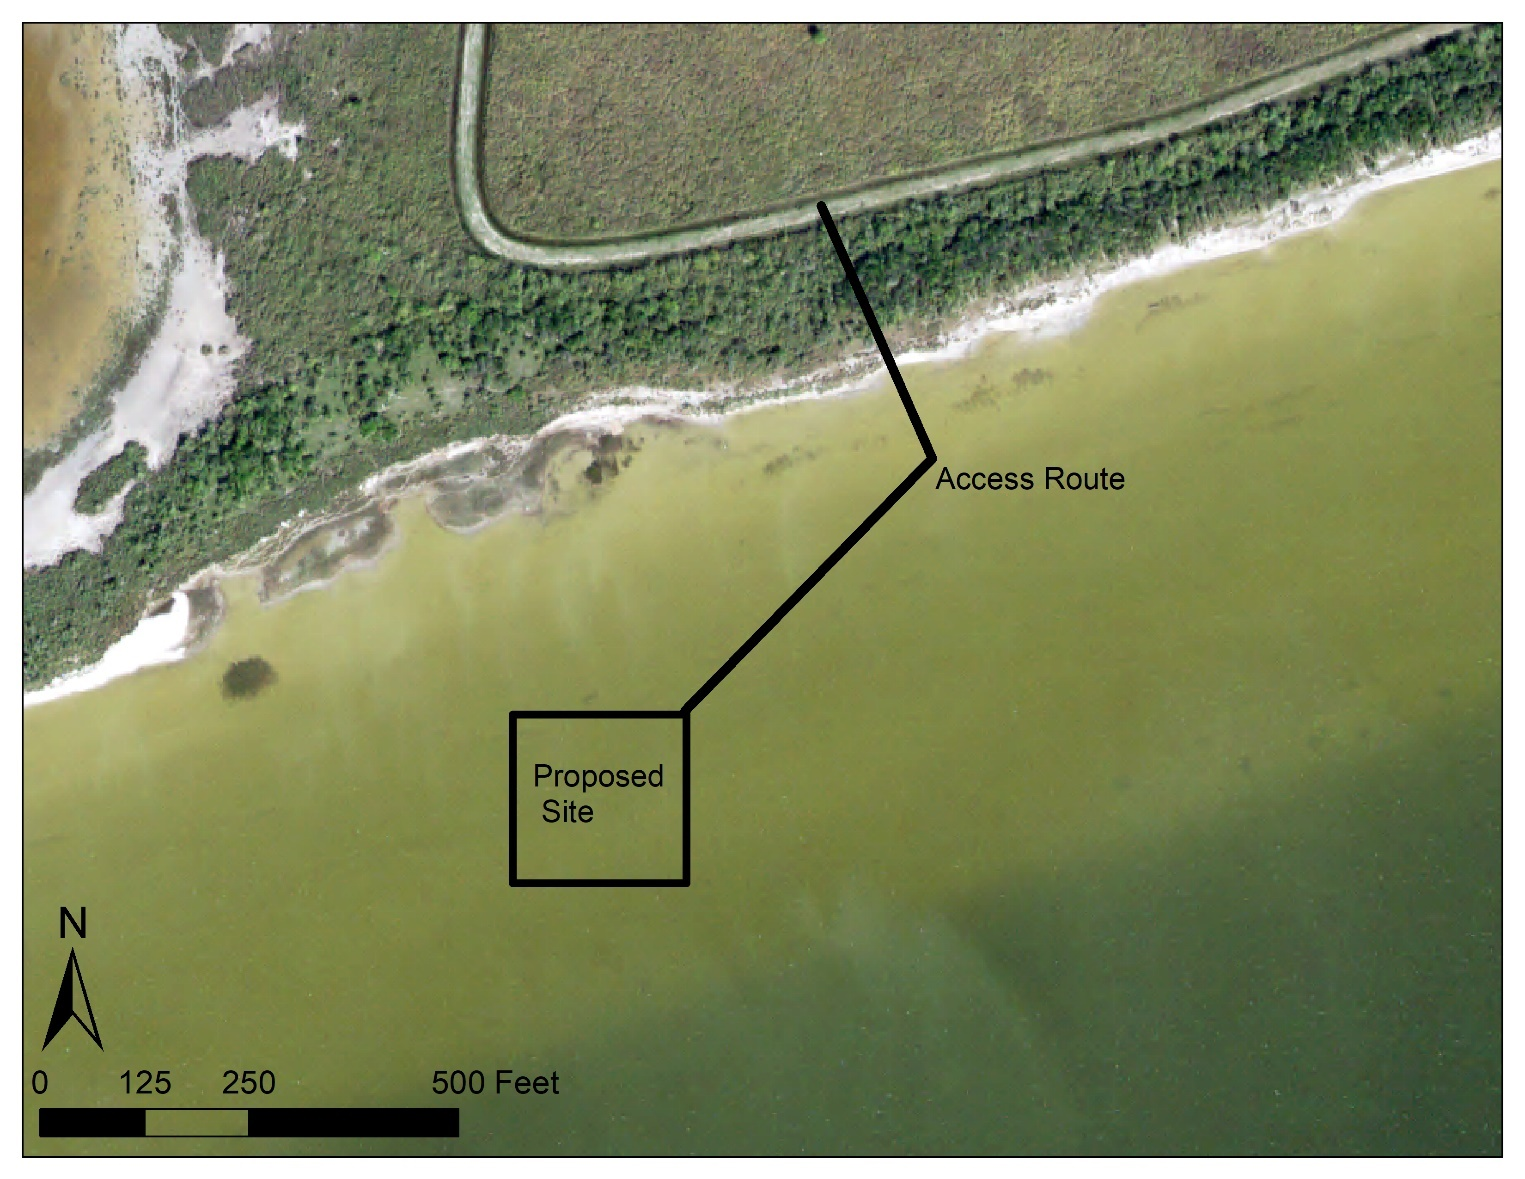 Access Route
Proposed
Site
N
0 125 250 500 Feet